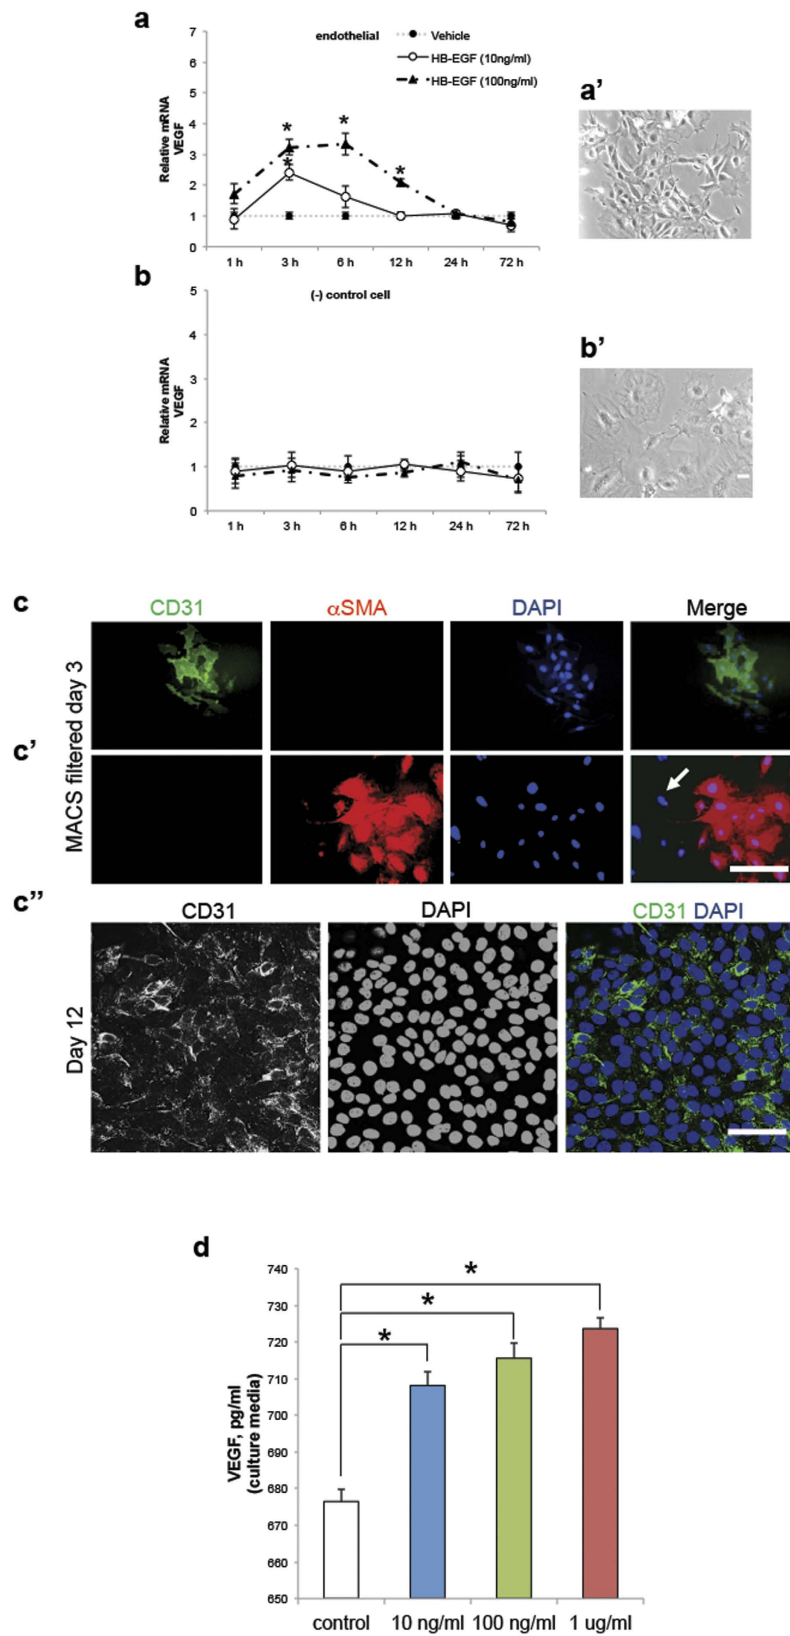 a
7
6
5
4
3
2
1
0
Relative mRNA
VEGF
endothelial
Vehicle
HB-EGF (10ng/ml)
HB-EGF (100ng/ml)
*
*
*
*
1 h 3 h 6 h 12 h 24 h 72 h
a’
b
(-) control cell
5
4
3
2
1
0
Relative mRNA
VEGF
1 h 3 h 6 h 12 h 24 h 72 h
b’
c
CD31 αSMA DAPI Merge
MACS filtered day 3
c’
c’’
CD31 DAPI CD31 DAPI
Day 12
d
740
730
720
710
700
690
680
670
660
650
VEGF, pg/ml
(culture media)
*
*
*
control 10 ng/ml 100 ng/ml 1 ug/ml